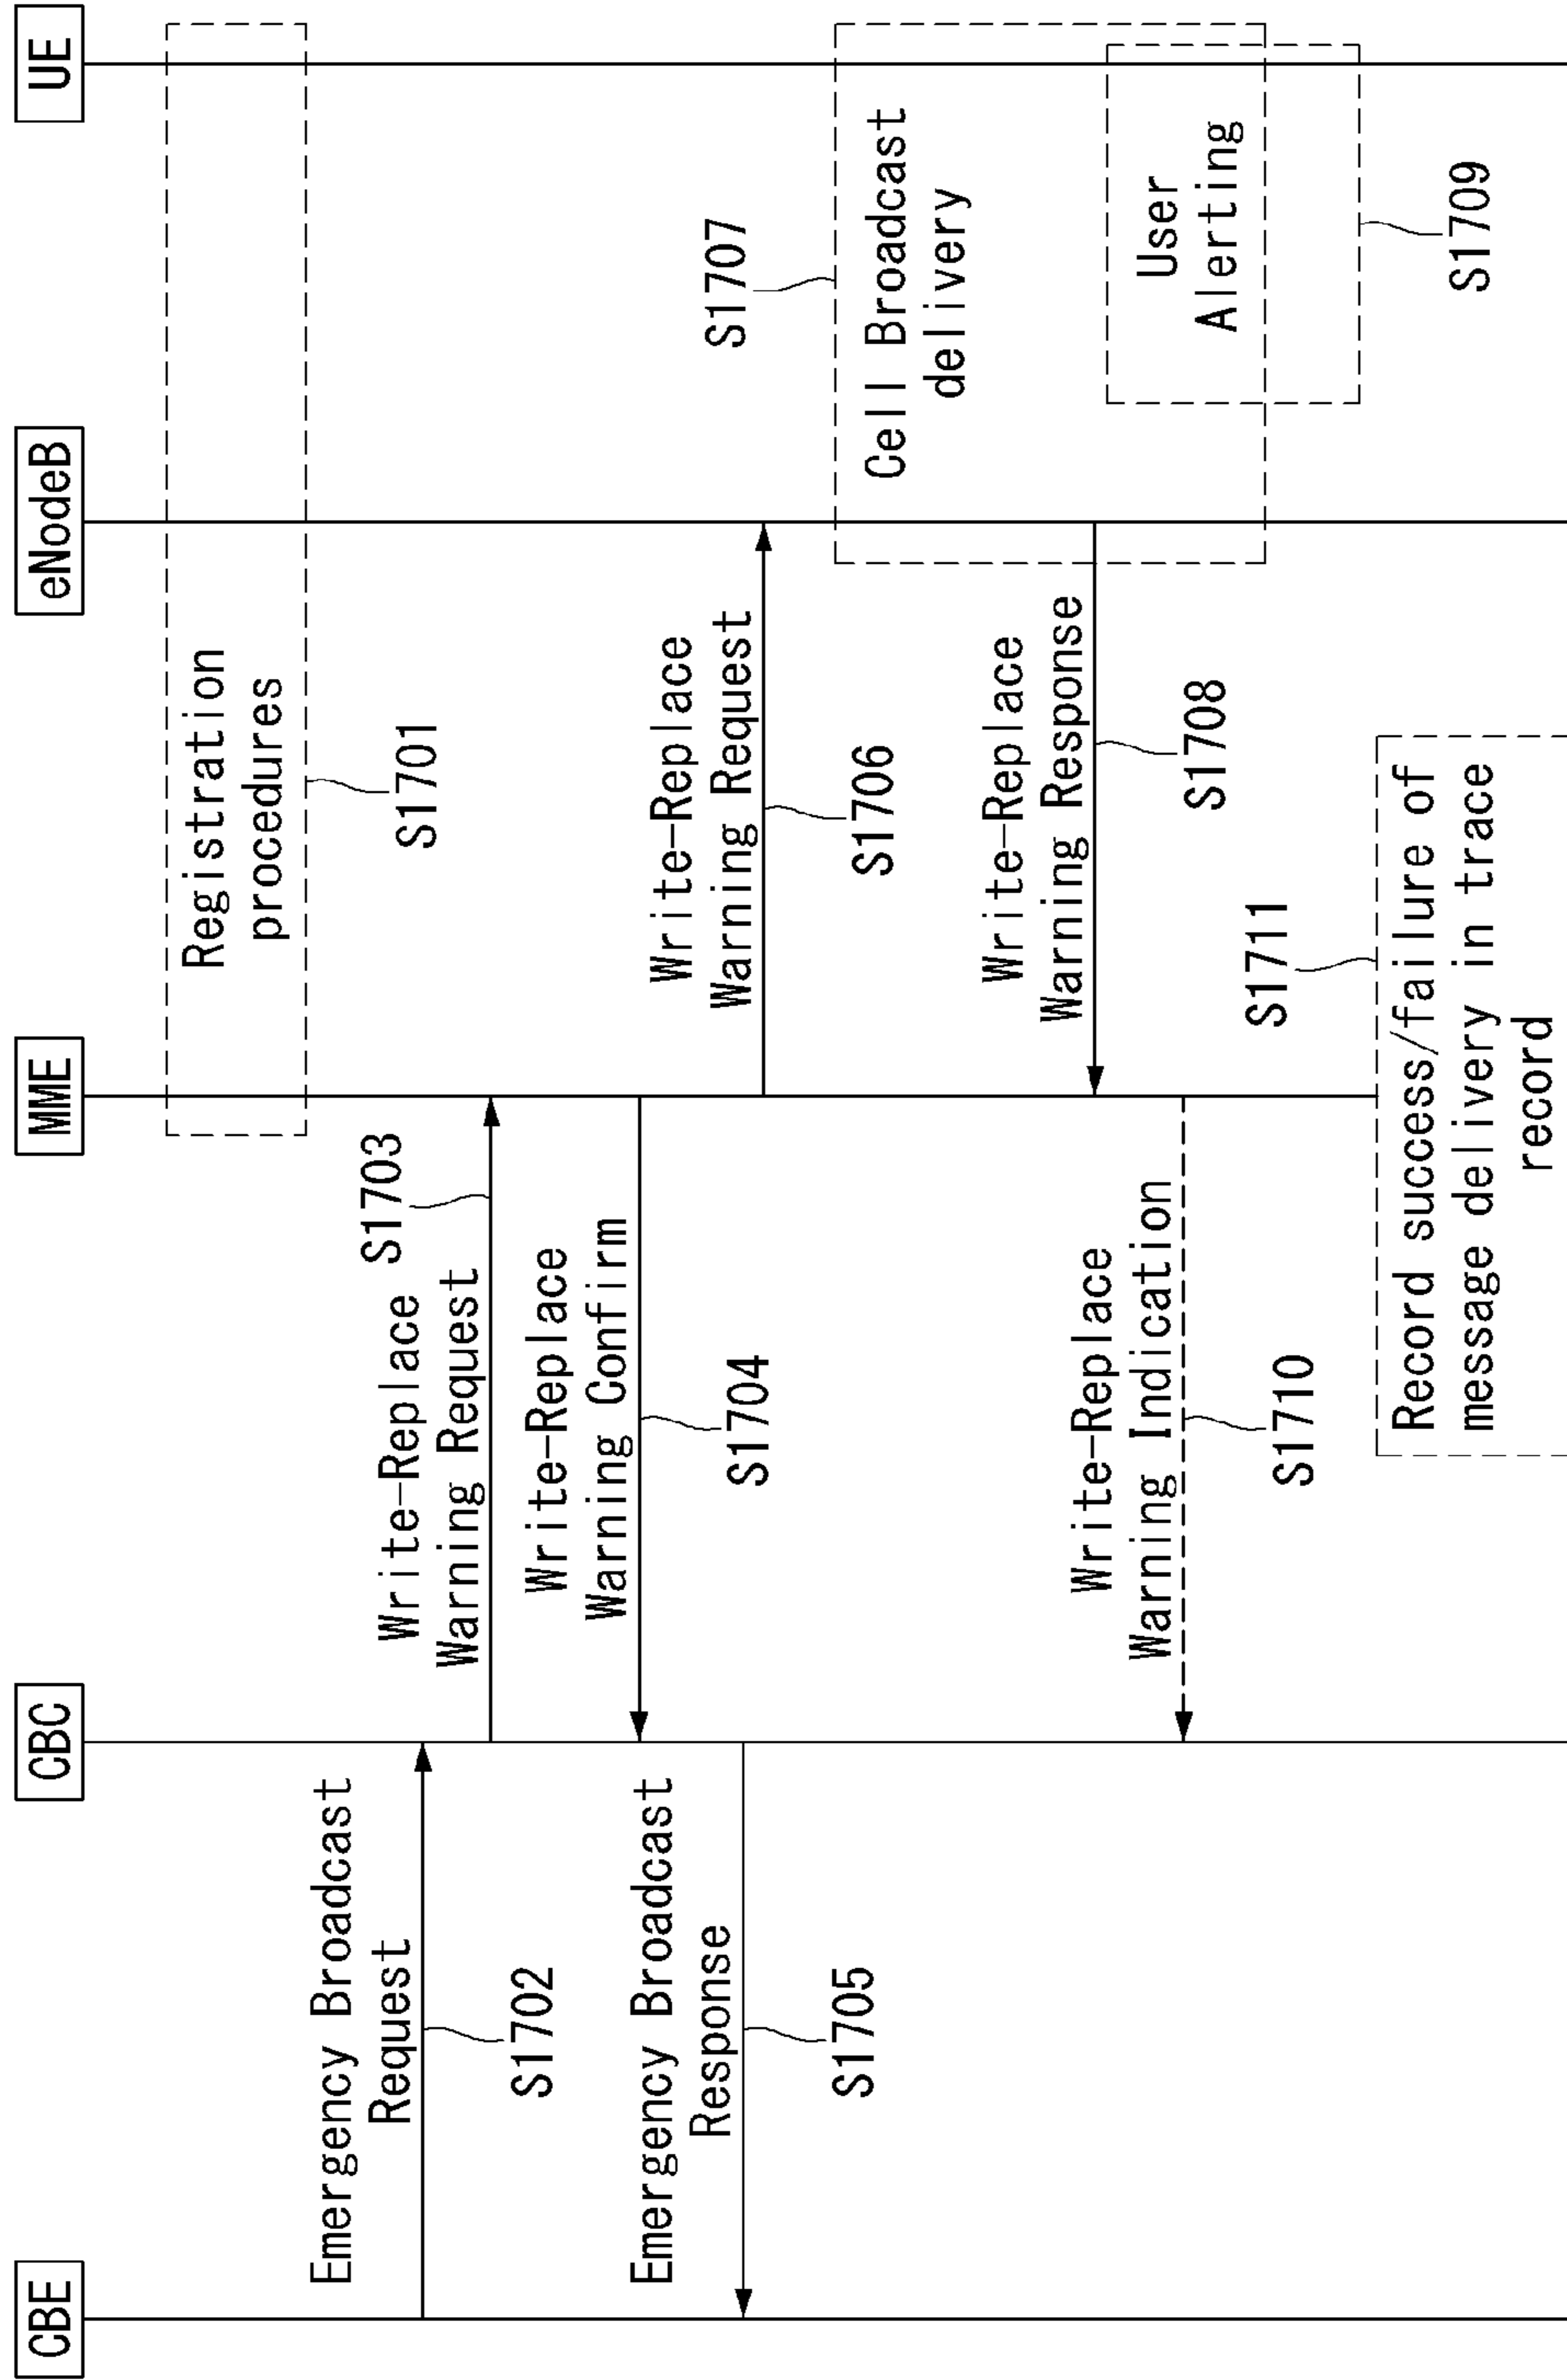 CBE
CBC
MME
eNodeB
UE
Registration
procedures
S1701
Emergency Broadcast
Request
S1702
Write-Replace
Warning Request
S1703
Write-Replace
Warning Confirm
S1704
Emergency Broadcast
Response
S1705
Write-Replace
Warning Request
S1706
S1707
Cell Broadcast
delivery
Write-Replace
Warning Response
S1708
User
Alerting
S1709
Write-Replace
Warning Indication
S1710
S1711
Record success/failure of
message delivery in trace
record